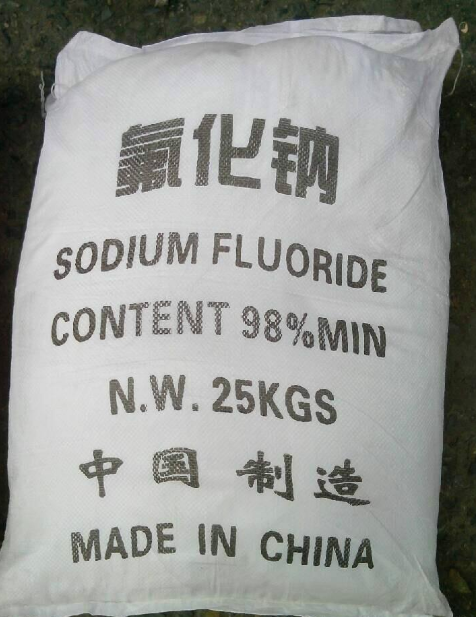 氟化钠
SODIUM FLUORIDE
CONTENT 98%MIN
N.W. 25KGS
中国制造
MADE IN CHINA